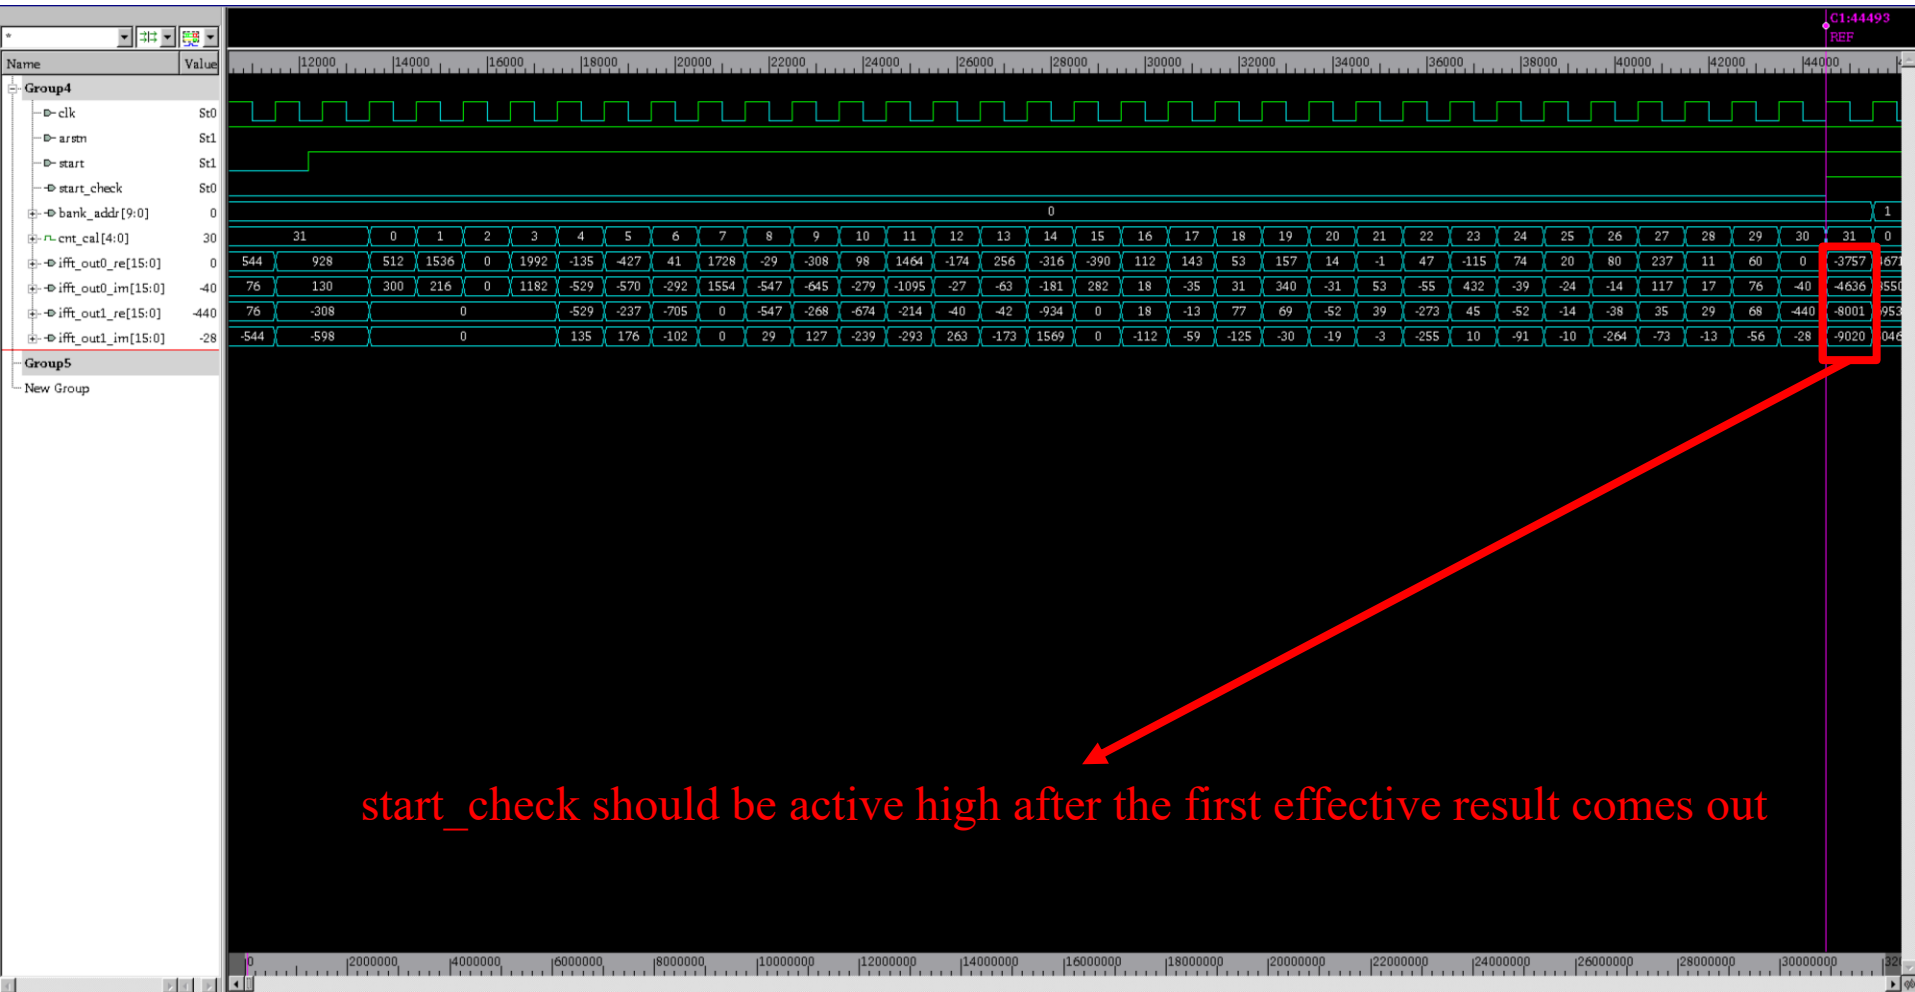 C1:44493
REF
*
Name Value
12000 14000 16000 18000 20000 22000 24000 26000 28000 30000 32000 34000 36000 38000 40000 42000 44000
Group4
clk St0
arstn St1
start St1
start_check St0
bank_addr[9:0] 0 0 1
cnt_cal[4:0] 30 31 0 1 2 3 4 5 6 7 8 9 10 11 12 13 14 15 16 17 18 19 20 21 22 23 24 25 26 27 28 29 30 31 0
ifft_out0_re[15:0] 0 544 928 512 1536 0 1992 -135 -427 41 1728 -29 -308 98 1464 -174 256 -316 -390 112 143 53 157 14 -1 47 -115 74 20 80 237 11 60 0 -3757
ifft_out0_im[15:0] -40 76 130 300 216 0 1182 -529 -570 -292 1554 -547 -645 -279 -1095 -27 -63 -181 282 18 -35 31 340 -31 53 -55 432 -39 -24 -14 117 17 76 -40 -4636
ifft_out1_re[15:0] -440 76 -308 0 -529 -237 -705 0 -547 -268 -674 -214 -40 -42 -934 0 18 -13 77 69 -52 39 -273 45 -52 -14 -38 35 29 68 -440 -8001
ifft_out1_im[15:0] -28 -544 -598 0 135 176 -102 0 29 127 -239 -293 263 -173 1569 0 -112 -59 -125 -30 -19 -3 -255 10 -91 -10 -264 -73 -13 -56 -28 -9020
Group5
New Group
start_check should be active high after the first effective result comes out
0 2000000 4000000 6000000 8000000 10000000 12000000 14000000 16000000 18000000 20000000 22000000 24000000 26000000 28000000 30000000